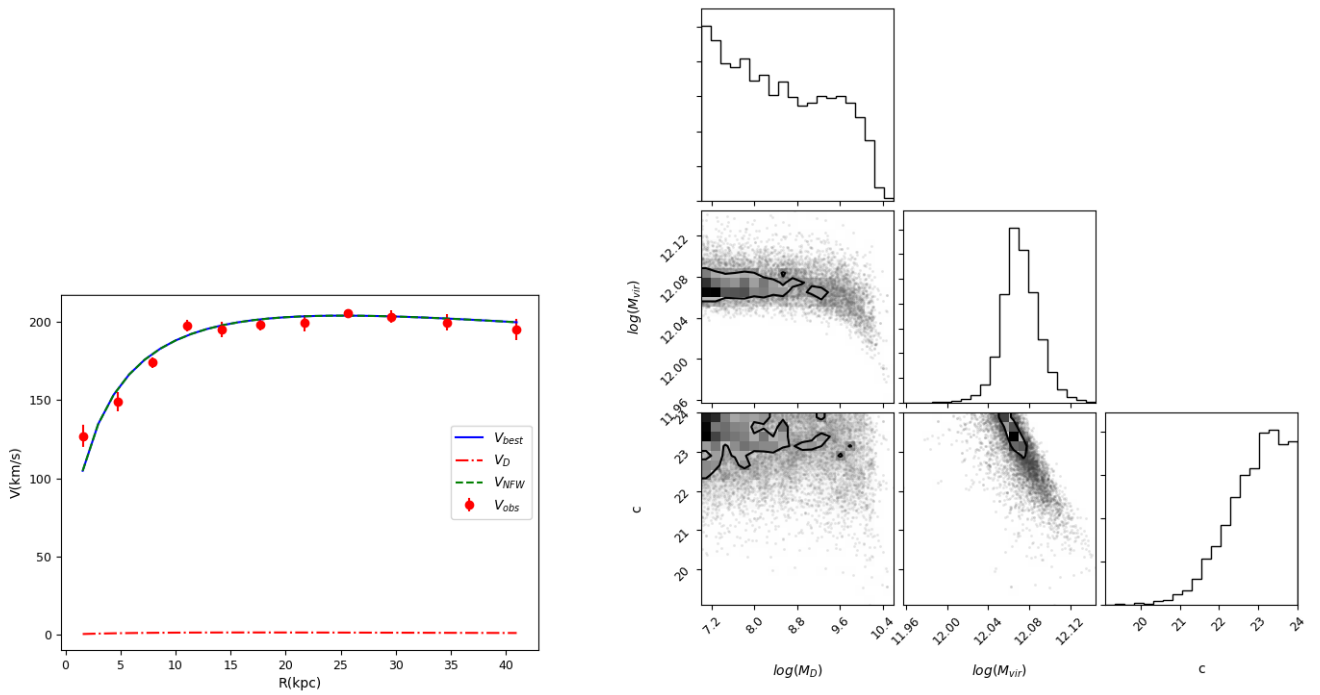 200
150
100
50
0
V(km/s)
0 5 10 15 20 25 30 35 40
R(kpc)
V_best
V_D
V_NFW
V_obs
12.12
12.08
12.04
12.00
11.96
log(M_vir)
24
23
22
21
20
c
7.2 8.0 8.8 9.6 10.4
log(M_D)
11.96 12.00 12.04 12.08 12.12
log(M_vir)
20 21 22 23 24
c